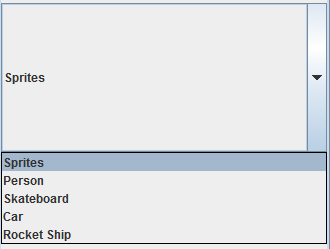 Sprites
Sprites
Person
Skateboard
Car
Rocket Ship